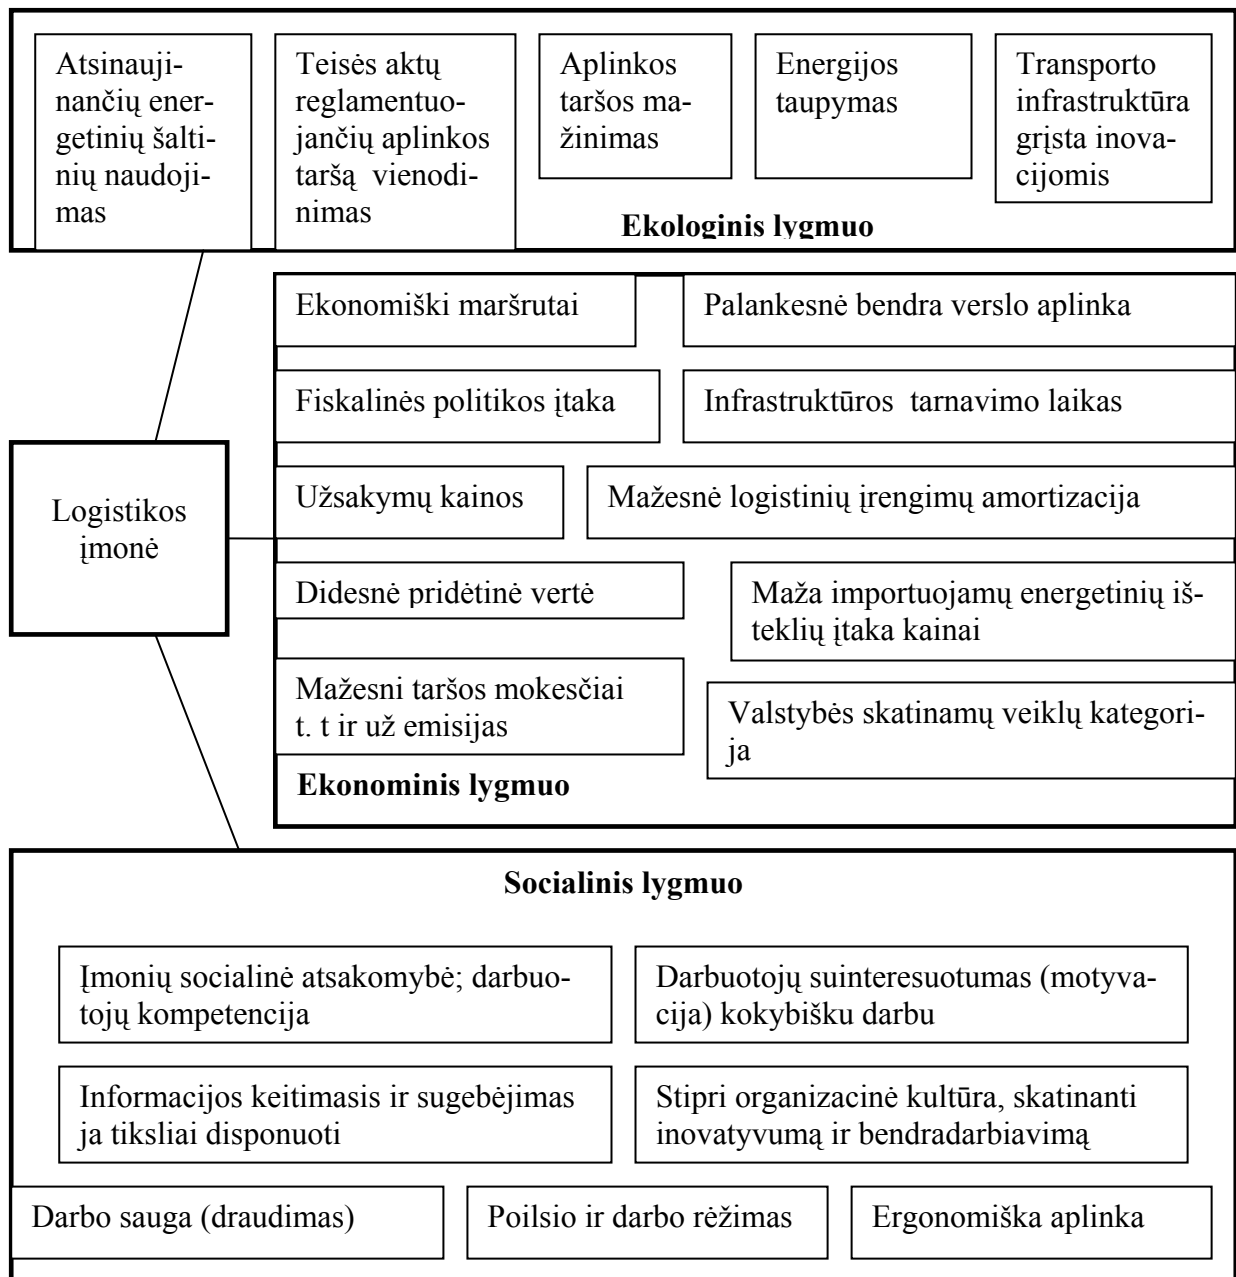 Atsinauji-
nančių ener-
getinių šalti-
nių naudoji-
mas
Teisės aktų
reglamentuo-
jančių aplinkos
taršą  vienodi-
nimas
Aplinkos
taršos ma-
žinimas
Energijos
taupymas
Transporto
infrastruktūra
grįsta inova-
cijomis
Ekologinis lygmuo
Ekonomiški maršrutai
Palankesnė bendra verslo aplinka
Fiskalinės politikos įtaka
Infrastruktūros  tarnavimo laikas
Logistikos
įmonė
Užsakymų kainos
Mažesnė logistinių įrengimų amortizacija
Didesnė pridėtinė vertė
Maža importuojamų energetinių iš-
teklių įtaka kainai
Mažesni taršos mokesčiai
t. t ir už emisijas
Valstybės skatinamų veiklų kategori-
ja
Ekonominis lygmuo
Socialinis lygmuo
Įmonių socialinė atsakomybė; darbuo-
tojų kompetencija
Darbuotojų suinteresuotumas (motyva-
cija) kokybišku darbu
Informacijos keitimasis ir sugebėjimas
ja tiksliai disponuoti
Stipri organizacinė kultūra, skatinanti
inovatyvumą ir bendradarbiavimą
Darbo sauga (draudimas)
Poilsio ir darbo rėžimas
Ergonomiška aplinka